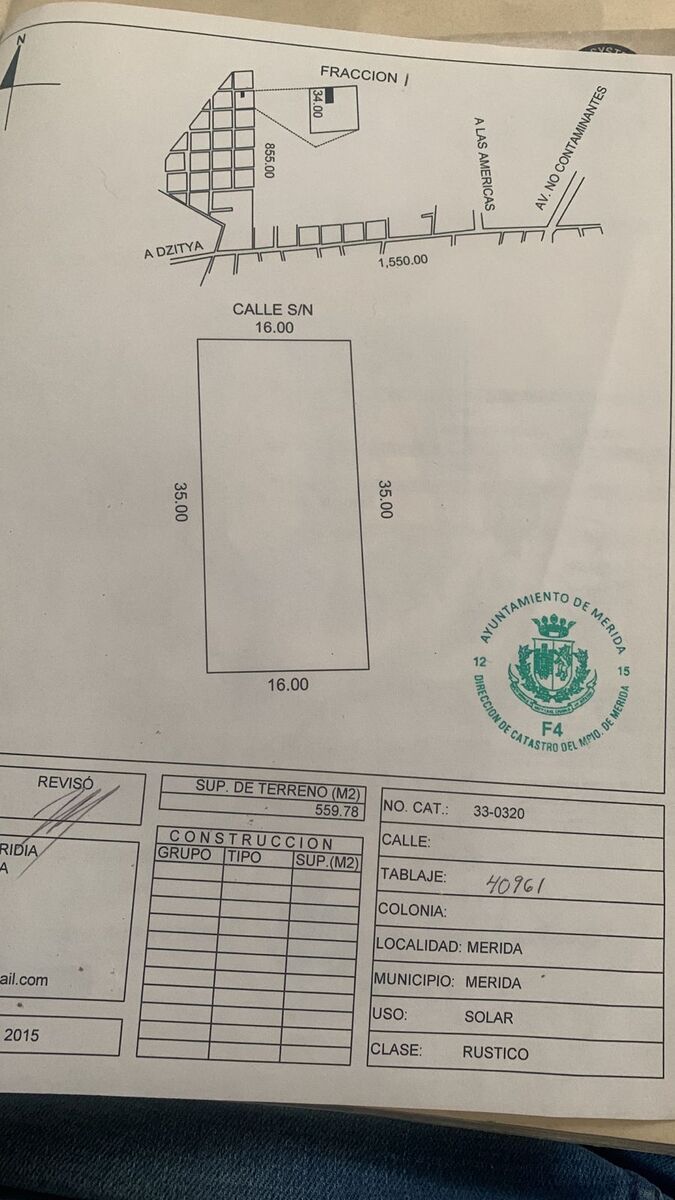 SYST
N
FRACCION I
34.00
855.00
A LAS AMERICAS
AV. NO CONTAMINANTES
A DZITYA
1,550.00
CALLE S/N
16.00
35.00
35.00
16.00
AYUNTAMIENTO DE MERIDA
12
15
F4
DIRECCION DE CATASTRO DEL MPIO. DE MERIDA
REVISÓ
RIDIA
A
ail.com
2015
SUP. DE TERRENO (M2)
559.78
CONSTRUCCION
GRUPO TIPO SUP.(M2)
NO. CAT.: 33-0320
CALLE:
TABLAJE: 40961
COLONIA:
LOCALIDAD: MERIDA
MUNICIPIO: MERIDA
USO: SOLAR
CLASE: RUSTICO